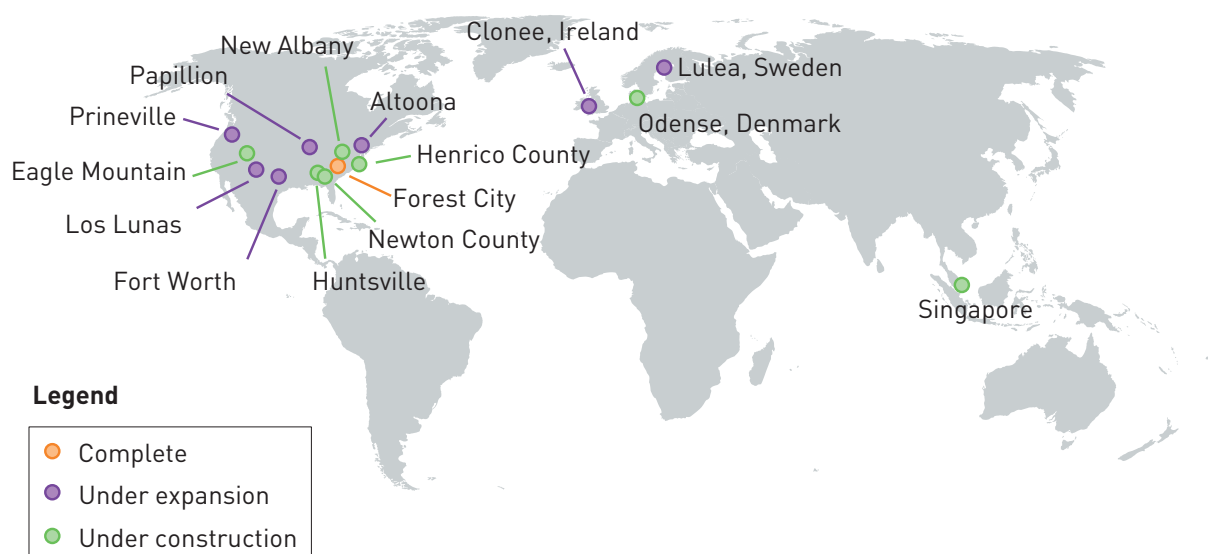 New Albany
Clonee, Ireland
Papillion
Lulea, Sweden
Altoona
Prineville
Odense, Denmark
Henrico County
Eagle Mountain
Forest City
Los Lunas
Newton County
Fort Worth
Huntsville
Singapore
Legend
Complete
Under expansion
Under construction